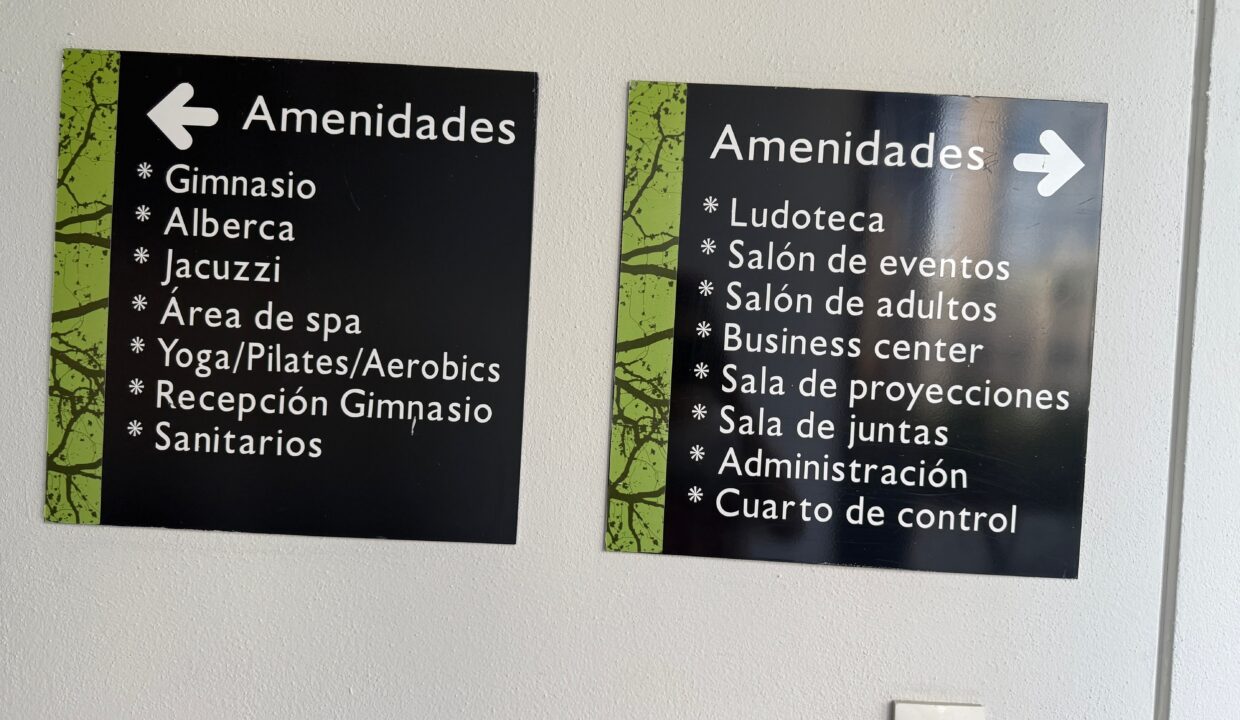 Amenidades
* Gimnasio
* Alberca
* Jacuzzi
* Área de spa
* Yoga/Pilates/Aerobics
* Recepción Gimnasio
* Sanitarios
Amenidades
* Ludoteca
* Salón de eventos
* Salón de adultos
* Business center
* Sala de proyecciones
* Sala de juntas
* Administración
* Cuarto de control